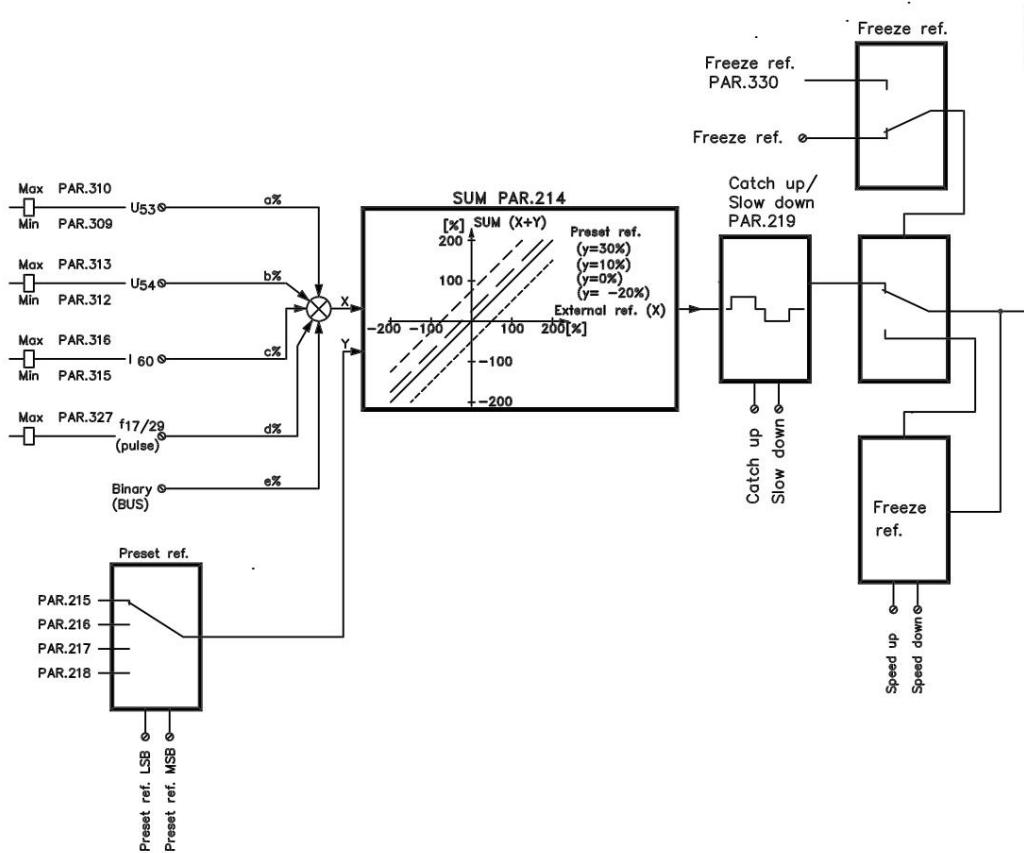 Freeze ref.
Freeze ref.
PAR.330
Freeze ref.
Max PAR.310
U53 a%
Min PAR.309
Max PAR.313
U54 b%
Min PAR.312
Max PAR.316
I 60 c%
Min PAR.315
Max PAR.327
f17/29 d%
(pulse)
Binary e%
(BUS)
X
Y
SUM PAR.214
[%] SUM (X+Y)
200
100
-200 -100 100 200[%]
-100
-200
Preset ref.
(y=30%)
(y=10%)
(y=0%)
(y= -20%)
External ref. (X)
Catch up/
Slow down
PAR.219
Catch up
Slow down
Freeze
ref.
Speed up
Speed down
Preset ref.
PAR.215
PAR.216
PAR.217
PAR.218
Preset ref. LSB
Preset ref. MSB